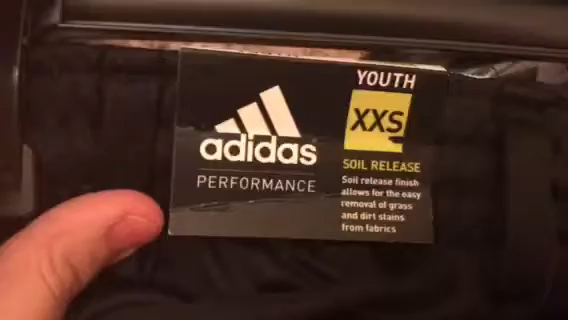 adidas
PERFORMANCE
YOUTH
XXS
SOIL RELEASE
Soil release finish
allows for the easy
removal of grass
and dirt stains
from fabrics